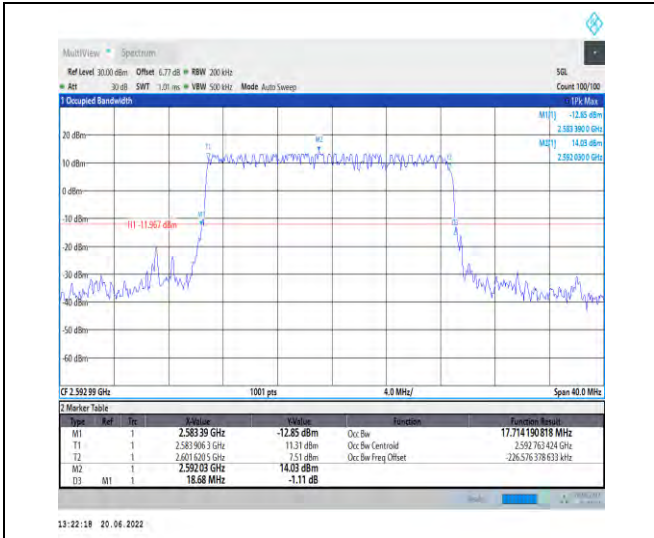 MultiView Spectrum
Ref Level 30.00 dBm Offset 6.77 dB RBW 200 kHz SGL
Att 30 dB SWT 1.01 ms VBW 500 kHz Mode Auto Sweep Count 100/100
1 Occupied Bandwidth 1Pk Max
M1[1] -12.85 dBm
2.583 390 0 GHz
M2[1] 14.03 dBm
2.592 030 0 GHz
20 dBm
M2
T1
10 dBm
0 dBm
M1
-10 dBm
H1 -11.967 dBm
-20 dBm
-30 dBm
-40 dBm
-50 dBm
-60 dBm
CF 2.592 99 GHz 1001 pts 4.0 MHz/ Span 40.0 MHz
2 Marker Table
Type Ref Trc X-Value Y-Value Function Function Result
M1 1 2.583 39 GHz -12.85 dBm Occ Bw 17.714 190 818 MHz
T1 1 2.583 906 3 GHz 11.31 dBm Occ Bw Centroid 2.592 763 424 GHz
T2 1 2.601 620 5 GHz 7.51 dBm Occ Bw Freq Offset -226.576 378 633 kHz
M2 1 2.592 03 GHz 14.03 dBm
D3 M1 1 18.68 MHz -1.11 dB
13:22:18 20.06.2022